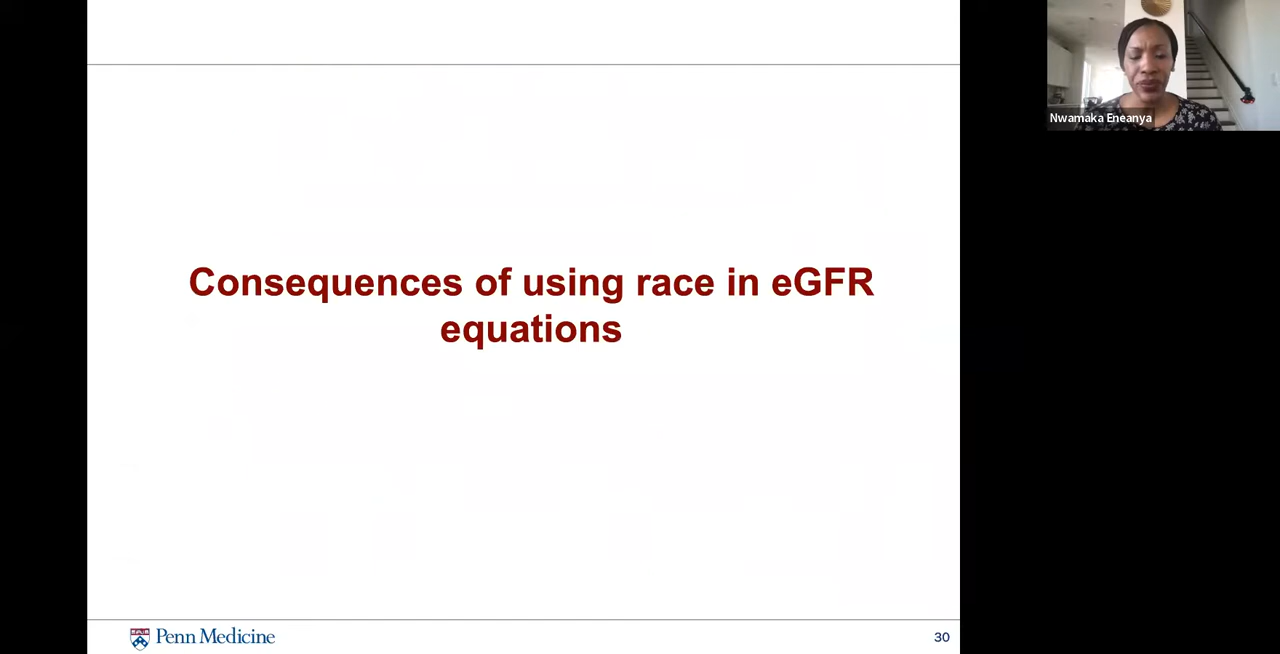 Nwamaka Eneanya
Consequences of using race in eGFR
equations
Penn Medicine
30